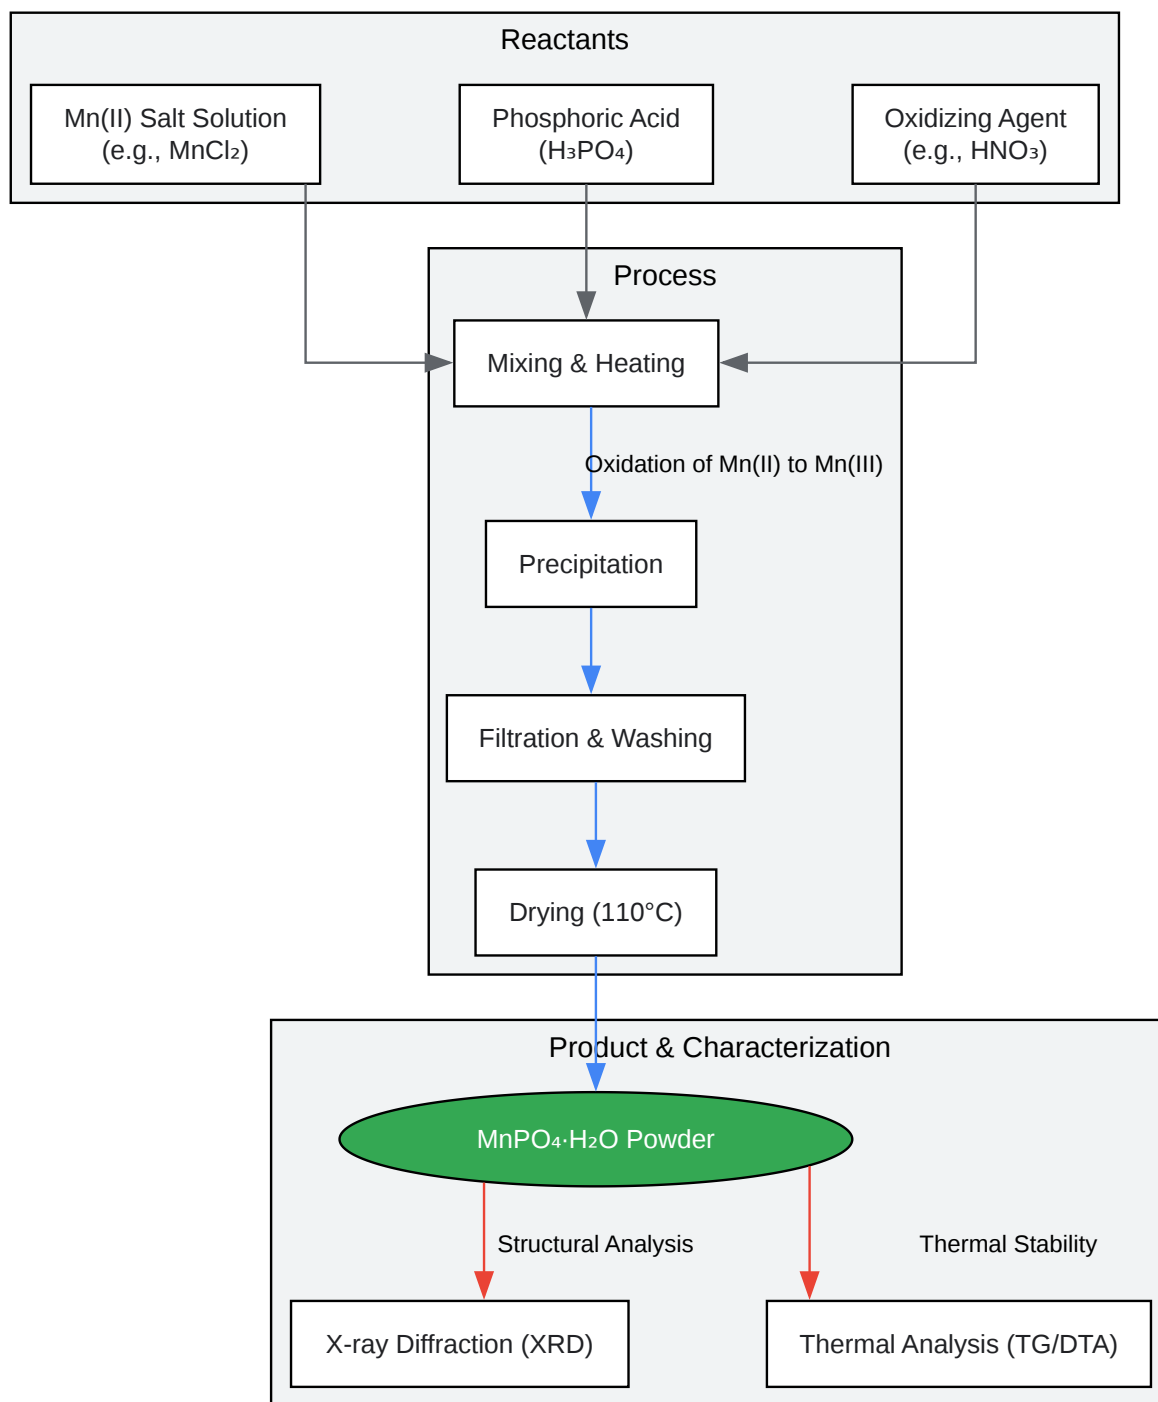 Reactants
Mn(II) Salt Solution
(e.g., MnCl₂)
Phosphoric Acid
(H₃PO₄)
Oxidizing Agent
(e.g., HNO₃)
Process
Mixing & Heating
Oxidation of Mn(II) to Mn(III)
Precipitation
Filtration & Washing
Drying (110°C)
Product & Characterization
MnPO₄·H₂O Powder
Structural Analysis
Thermal Stability
X-ray Diffraction (XRD)
Thermal Analysis (TG/DTA)